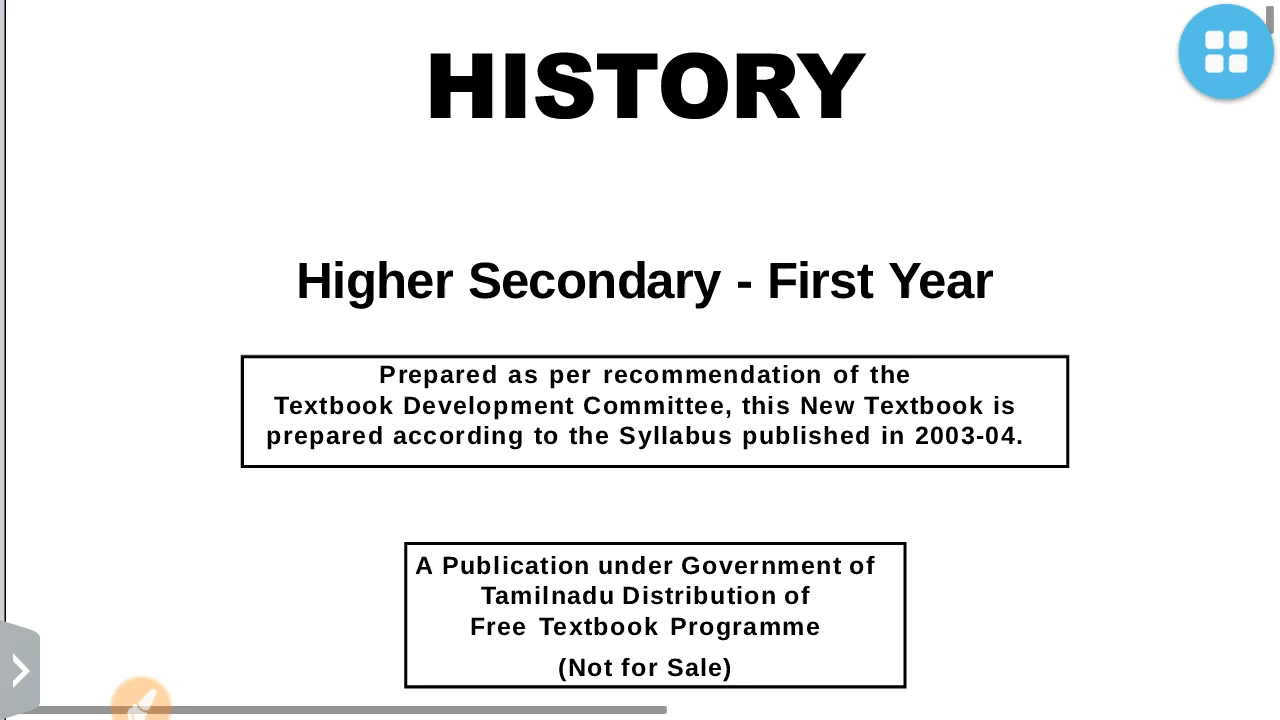 HISTORY
Higher Secondary - First Year
Prepared as per recommendation of the
Textbook Development Committee, this New Textbook is
prepared according to the Syllabus published in 2003-04.
A Publication under Government of
Tamilnadu Distribution of
Free Textbook Programme
(Not for Sale)